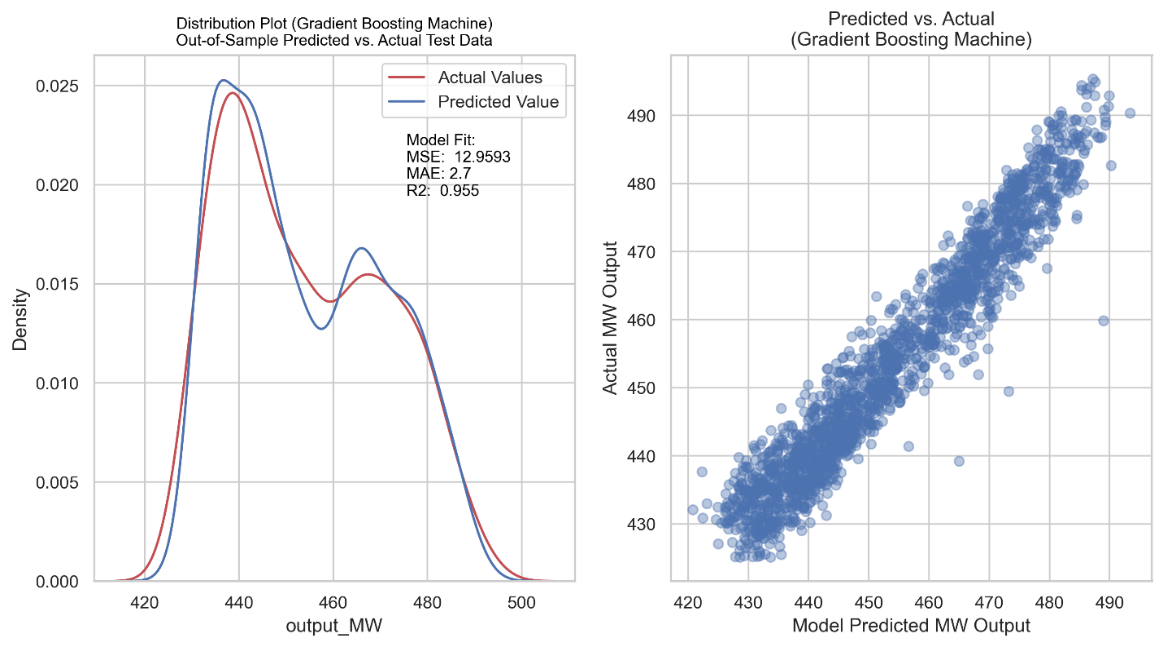 Distribution Plot (Gradient Boosting Machine)
Out-of-Sample Predicted vs. Actual Test Data
Actual Values
Predicted Value
Model Fit:
MSE: 12.9593
MAE: 2.7
R2: 0.955
Density
0.025
0.020
0.015
0.010
0.005
0.000
420 440 460 480 500
output_MW
Predicted vs. Actual
(Gradient Boosting Machine)
Actual MW Output
490
480
470
460
450
440
430
420 430 440 450 460 470 480 490
Model Predicted MW Output